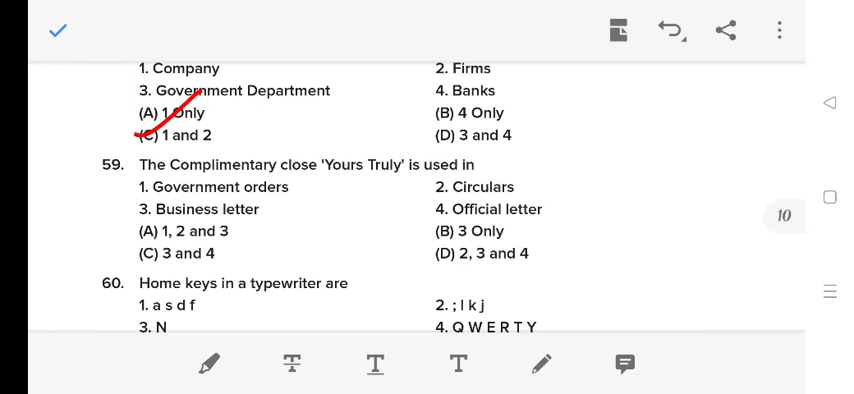 1. Company 2. Firms
3. Government Department 4. Banks
(A) 1 Only (B) 4 Only
(C) 1 and 2 (D) 3 and 4
59. The Complimentary close 'Yours Truly' is used in
1. Government orders 2. Circulars
3. Business letter 4. Official letter
(A) 1, 2 and 3 (B) 3 Only
(C) 3 and 4 (D) 2, 3 and 4
10
60. Home keys in a typewriter are
1. a s d f 2. ; l k j
3. N 4. Q W E R T Y